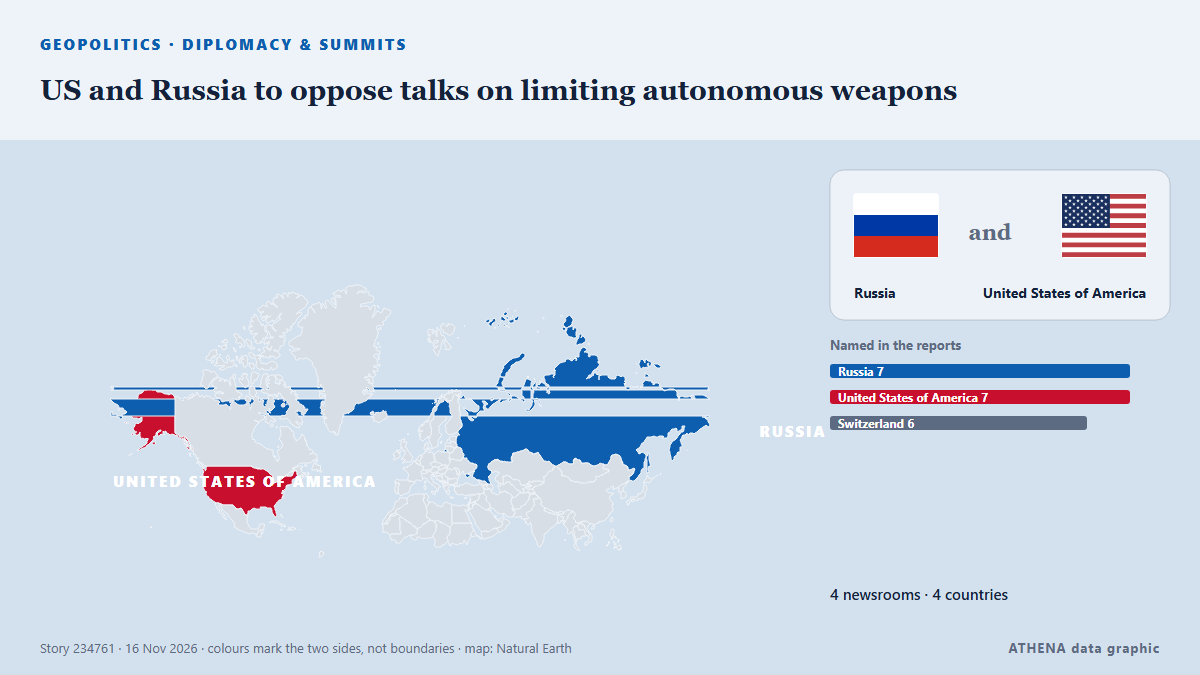 GEOPOLITICS · DIPLOMACY & SUMMITS
US and Russia to oppose talks on limiting autonomous weapons
and
Russia
United States of America
Named in the reports
Russia 7
United States of America 7
Switzerland 6
RUSSIA
UNITED STATES OF AMERICA
4 newsrooms · 4 countries
Story 234761 · 16 Nov 2026 · colours mark the two sides, not boundaries · map: Natural Earth
ATHENA data graphic